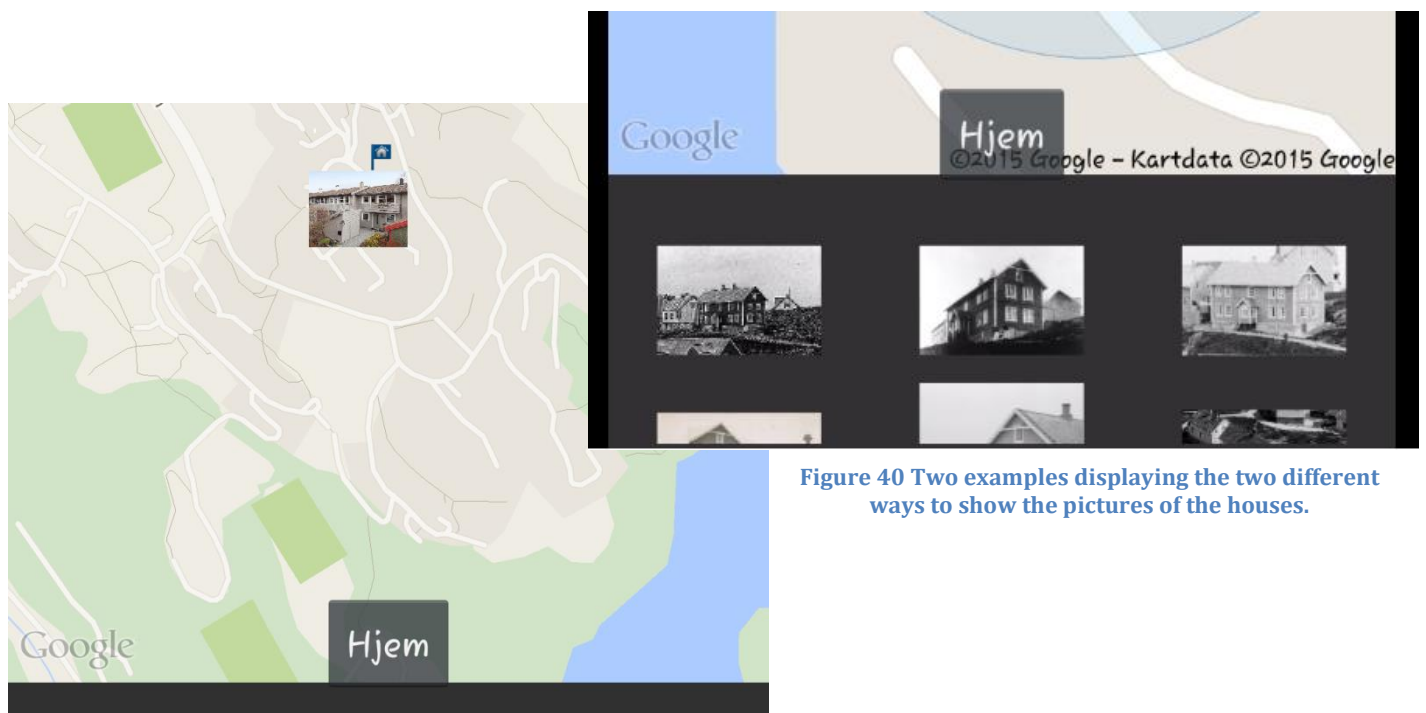 Google
Hjem
©2015 Google – Kartdata ©2015 Google
Figure 40 Two examples displaying the two different
ways to show the pictures of the houses.
Google
Hjem